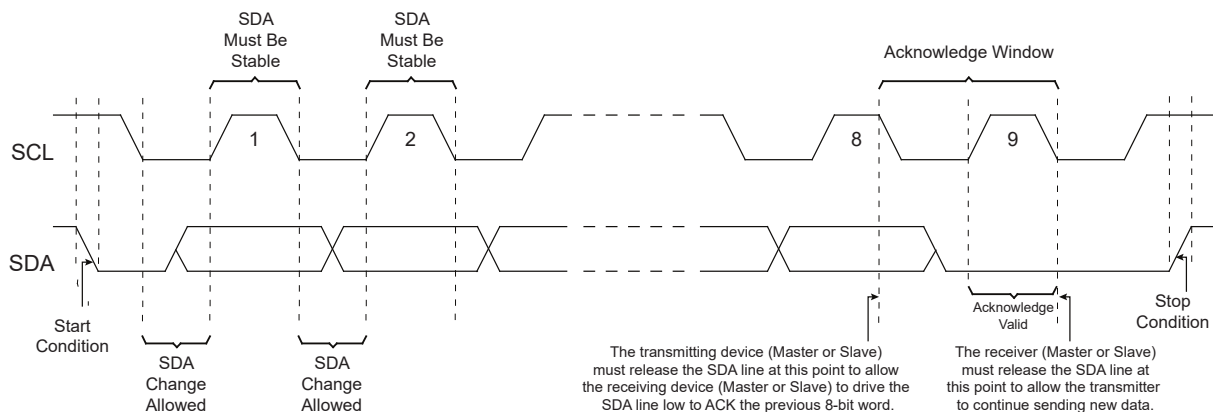 SDA
Must Be
Stable
SDA
Must Be
Stable
Acknowledge Window
SCL
1
2
8
9
SDA
Start
Condition
SDA
Change
Allowed
SDA
Change
Allowed
Acknowledge
Valid
Stop
Condition
The transmitting device (Master or Slave)
must release the SDA line at this point to allow
the receiving device (Master or Slave) to drive the
SDA line low to ACK the previous 8-bit word.
The receiver (Master or Slave)
must release the SDA line at
this point to allow the transmitter
to continue sending new data.